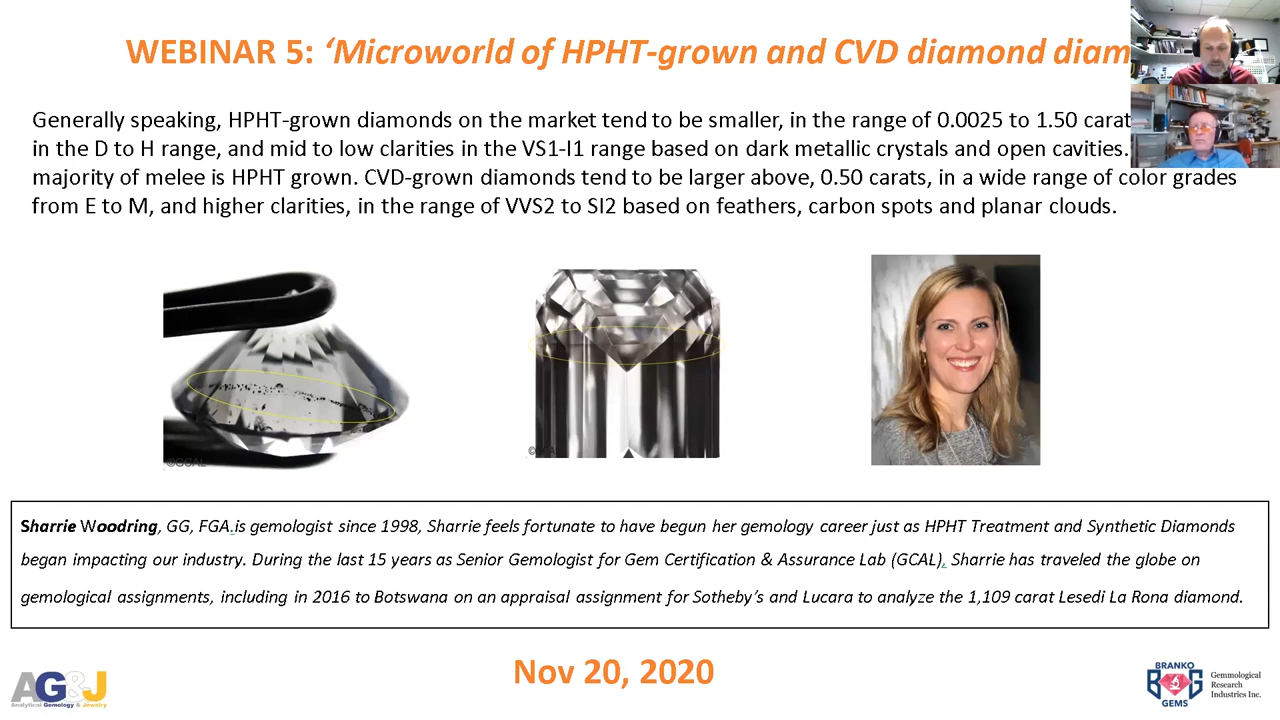 WEBINAR 5: ‘Microworld of HPHT-grown and CVD diamond diam
Generally speaking, HPHT-grown diamonds on the market tend to be smaller, in the range of 0.0025 to 1.50 carat
in the D to H range, and mid to low clarities in the VS1-I1 range based on dark metallic crystals and open cavities.
majority of melee is HPHT grown. CVD-grown diamonds tend to be larger above, 0.50 carats, in a wide range of color grades
from E to M, and higher clarities, in the range of VVS2 to SI2 based on feathers, carbon spots and planar clouds.
©GCAL
Sharrie Woodring, GG, FGA.is gemologist since 1998, Sharrie feels fortunate to have begun her gemology career just as HPHT Treatment and Synthetic Diamonds
began impacting our industry. During the last 15 years as Senior Gemologist for Gem Certification & Assurance Lab (GCAL), Sharrie has traveled the globe on
gemological assignments, including in 2016 to Botswana on an appraisal assignment for Sotheby’s and Lucara to analyze the 1,109 carat Lesedi La Rona diamond.
Nov 20, 2020
AG&J
Analytical Gemology & Jewelry
BRANKO
GEMS
Gemmological
Research
Industries Inc.